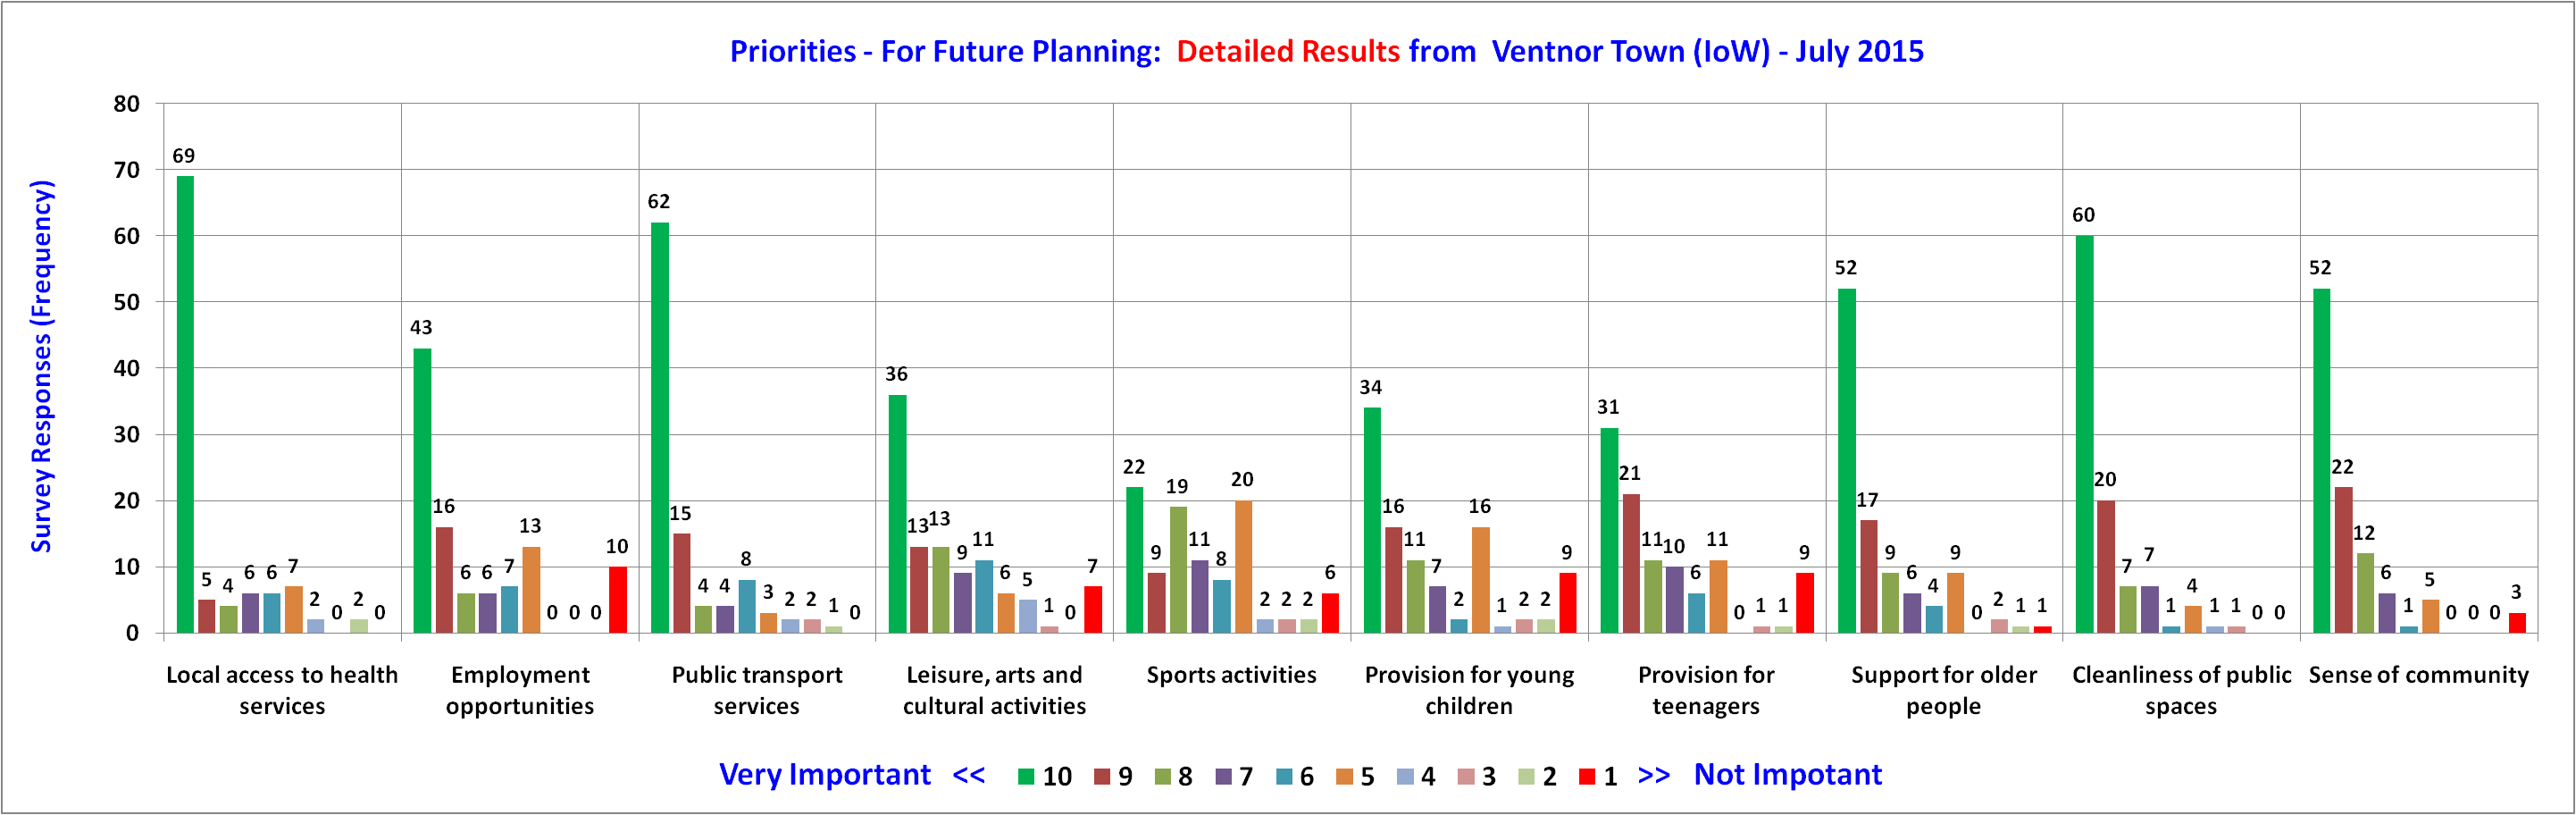 Priorities - For Future Planning: Detailed Results from Ventnor Town (IoW) - July 2015
Survey Responses (Frequency)
80
70
60
50
40
30
20
10
0
69 5 4 6 6 7 2 0 2 0
43 16 6 6 7 13 0 0 0 10
62 15 4 4 8 3 2 2 1 0
36 13 13 9 11 6 5 1 0 7
22 9 19 11 8 20 2 2 2 6
34 16 11 7 2 16 1 2 2 9
31 21 11 10 6 11 0 1 1 9
52 17 9 6 4 9 0 2 1 1
60 20 7 7 1 4 1 1 0 0
52 22 12 6 1 5 0 0 0 3
Local access to health
services
Employment
opportunities
Public transport
services
Leisure, arts and
cultural activities
Sports activities
Provision for young
children
Provision for
teenagers
Support for older
people
Cleanliness of public
spaces
Sense of community
Very Important << 10 9 8 7 6 5 4 3 2 1 >> Not Impotant